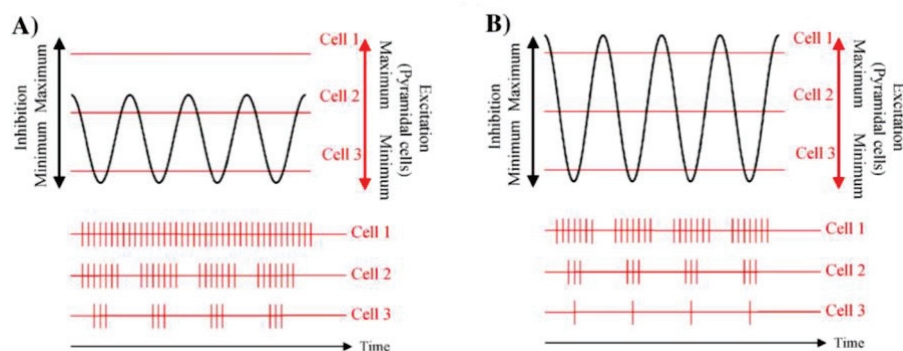 A)
Inhibition
Minimum Maximum
Cell 1
Cell 2
Cell 3
Maximum Minimum
(Pyramidal cells)
Excitation
Cell 1
Cell 2
Cell 3
Time
B)
Inhibition
Minimum Maximum
Cell 1
Cell 2
Cell 3
Maximum Minimum
(Pyramidal cells)
Excitation
Cell 1
Cell 2
Cell 3
Time